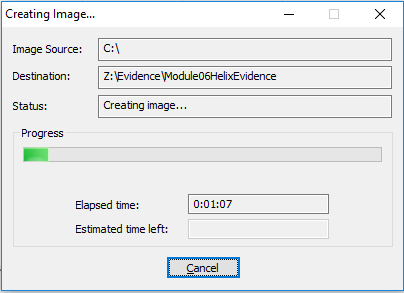 Creating Image...
Image Source: C:\
Destination: Z:\Evidence\Module06HelixEvidence
Status: Creating image...
Progress
Elapsed time: 0:01:07
Estimated time left:
Cancel